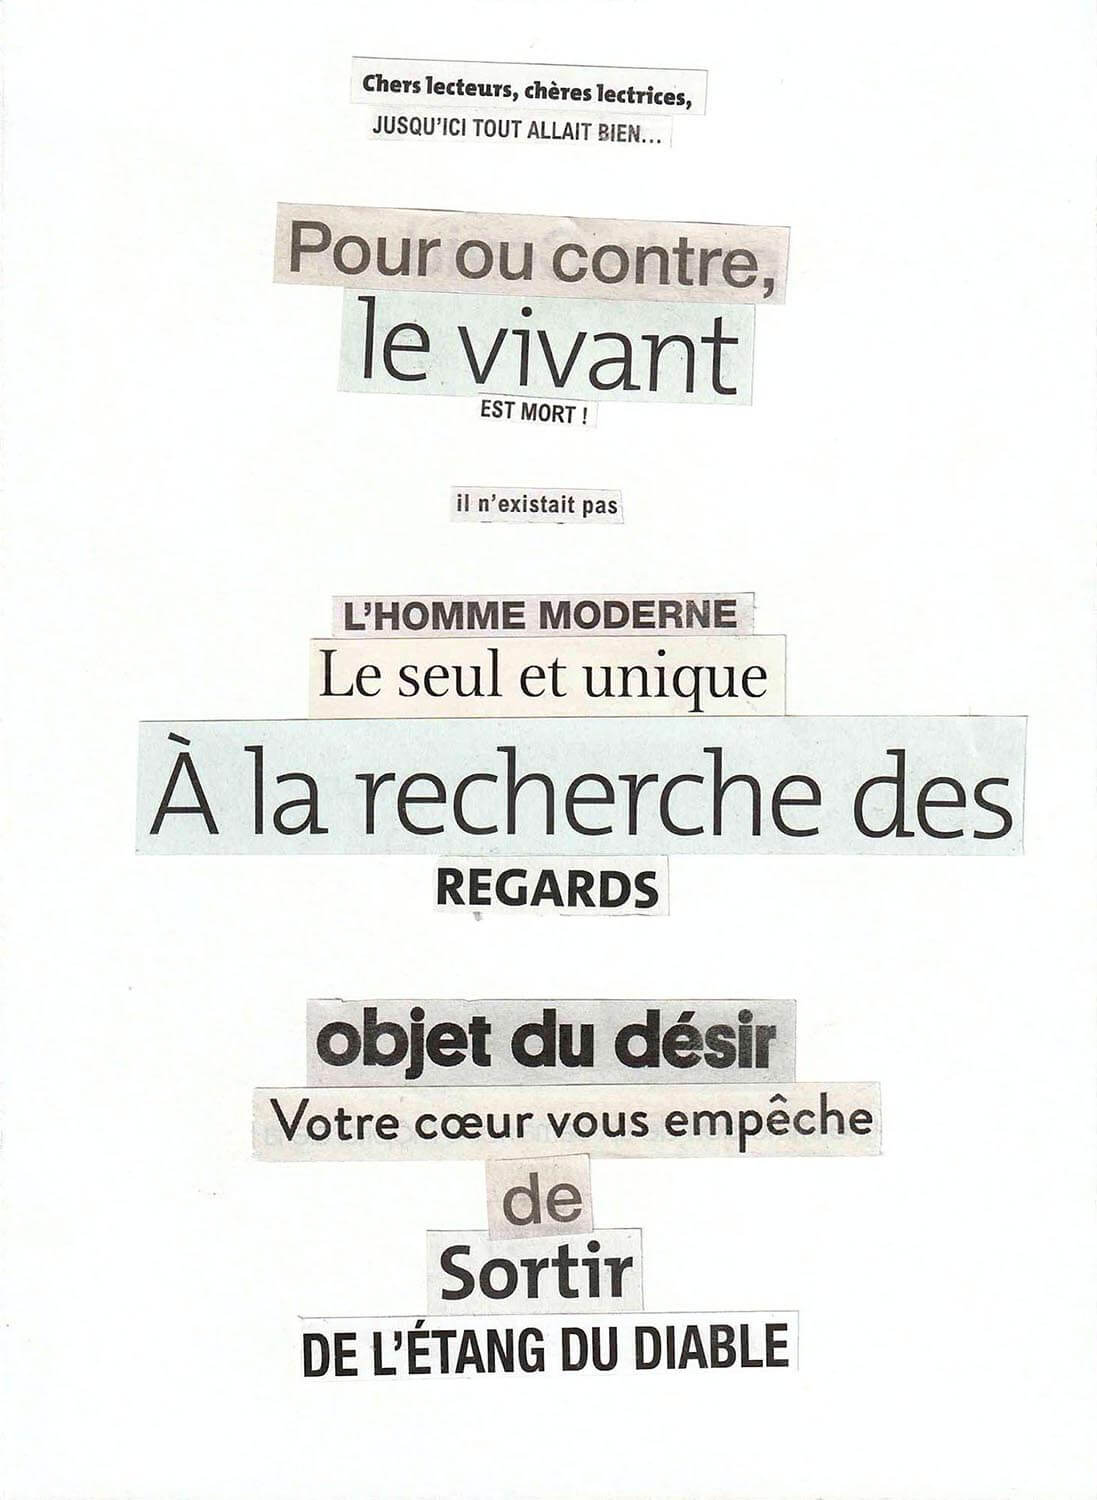 Chers lecteurs, chères lectrices,
JUSQU'ICI TOUT ALLAIT BIEN...
Pour ou contre,
le vivant
EST MORT !
il n'existait pas
L'HOMME MODERNE
Le seul et unique
À la recherche des
REGARDS
objet du désir
Votre cœur vous empêche
de
Sortir
DE L'ÉTANG DU DIABLE